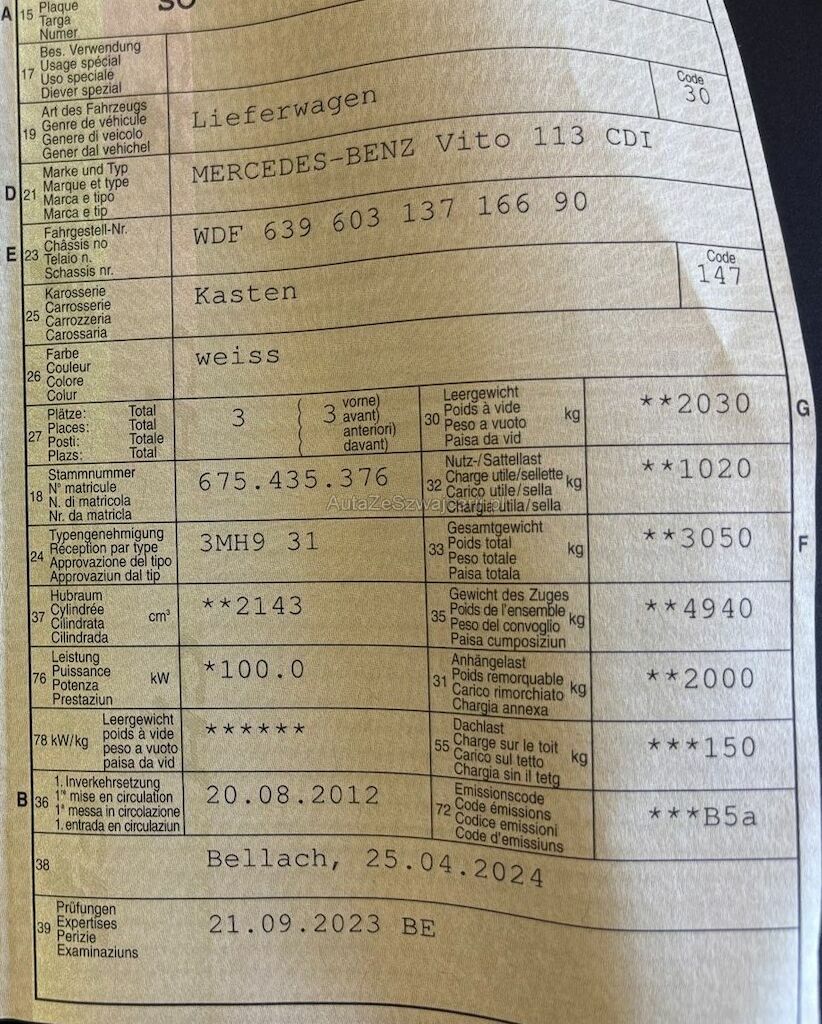 A 15 Plaque SO
Targa
Numer
17 Bes. Verwendung
Usage spécial
Uso speciale
Diever spezial
19 Art des Fahrzeugs Lieferwagen Code
Genre de véhicule 30
Genere di veicolo
Gener dal vehichel
D 21 Marke und Typ MERCEDES-BENZ Vito 113 CDI
Marque et type
Marca e tipo
Marca e tip
E 23 Fahrgestell-Nr. WDF 639 603 137 166 90
Châssis no
Telaio n.
Schassis nr.
25 Karosserie Kasten Code
Carrosserie 147
Carrozzeria
Carossaria
26 Farbe weiss
Couleur
Colore
Colur
27 Plätze: Total 3 ( 3 vorne)
Places: Total avant)
Posti: Totale anteriori)
Plazs: Total davant)
30 Leergewicht kg **2030 G
Poids à vide
Peso a vuoto
Paisa da vid
18 Stammnummer 675.435.376
N° matricule
N. di matricola
Nr. da matricla
32 Nutz-/Sattellast kg **1020
Charge utile/sellette
Carico utile/sella
Chargia utila/sella
24 Typengenehmigung 3MH9 31
Réception par type
Approvazione del tipo
Approvaziun dal tip
33 Gesamtgewicht kg **3050 F
Poids total
Peso totale
Paisa totala
37 Hubraum cm³ **2143
Cylindrée
Cilindrata
Cilindrada
35 Gewicht des Zuges kg **4940
Poids de l'ensemble
Peso del convoglio
Paisa cumposiziun
76 Leistung kW *100.0
Puissance
Potenza
Prestaziun
31 Anhängelast kg **2000
Poids remorquable
Carico rimorchiato
Chargia annexa
78 kW/kg Leergewicht ******
poids à vide
peso a vuoto
paisa da vid
55 Dachlast kg ***150
Charge sur le toit
Carico sul tetto
Chargia sin il tetg
B 36 1. Inverkehrsetzung 20.08.2012
1re mise en circulation
1a messa in circolazione
1. entrada en circulaziun
72 Emissionscode ***B5a
Code émissions
Codice emissioni
Code d'emissiuns
38 Bellach, 25.04.2024
39 Prüfungen 21.09.2023 BE
Expertises
Perizie
Examinaziuns